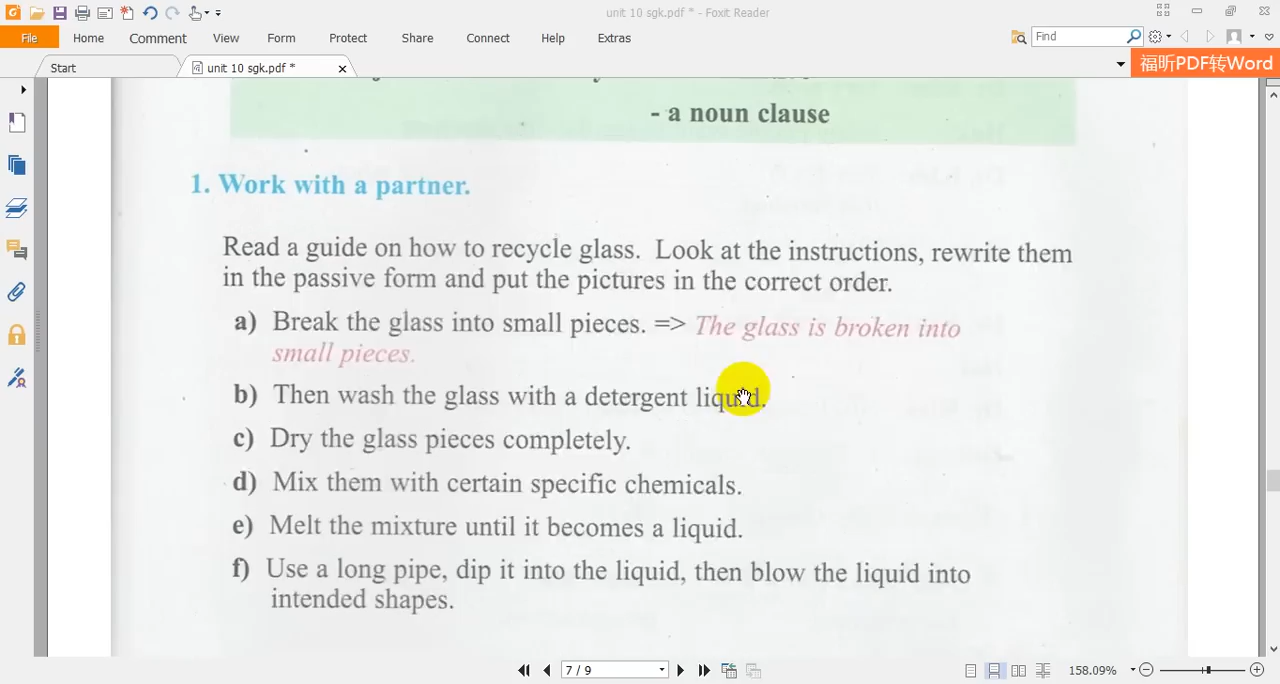 unit 10 sgk.pdf * - Foxit Reader
File Home Comment View Form Protect Share Connect Help Extras Find
Start unit 10 sgk.pdf * 福昕PDF转Word
- a noun clause
1. Work with a partner.
Read a guide on how to recycle glass. Look at the instructions, rewrite them
in the passive form and put the pictures in the correct order.
a) Break the glass into small pieces. => The glass is broken into
small pieces.
b) Then wash the glass with a detergent liquid.
c) Dry the glass pieces completely.
d) Mix them with certain specific chemicals.
e) Melt the mixture until it becomes a liquid.
f) Use a long pipe, dip it into the liquid, then blow the liquid into
intended shapes.
7 / 9 158.09%